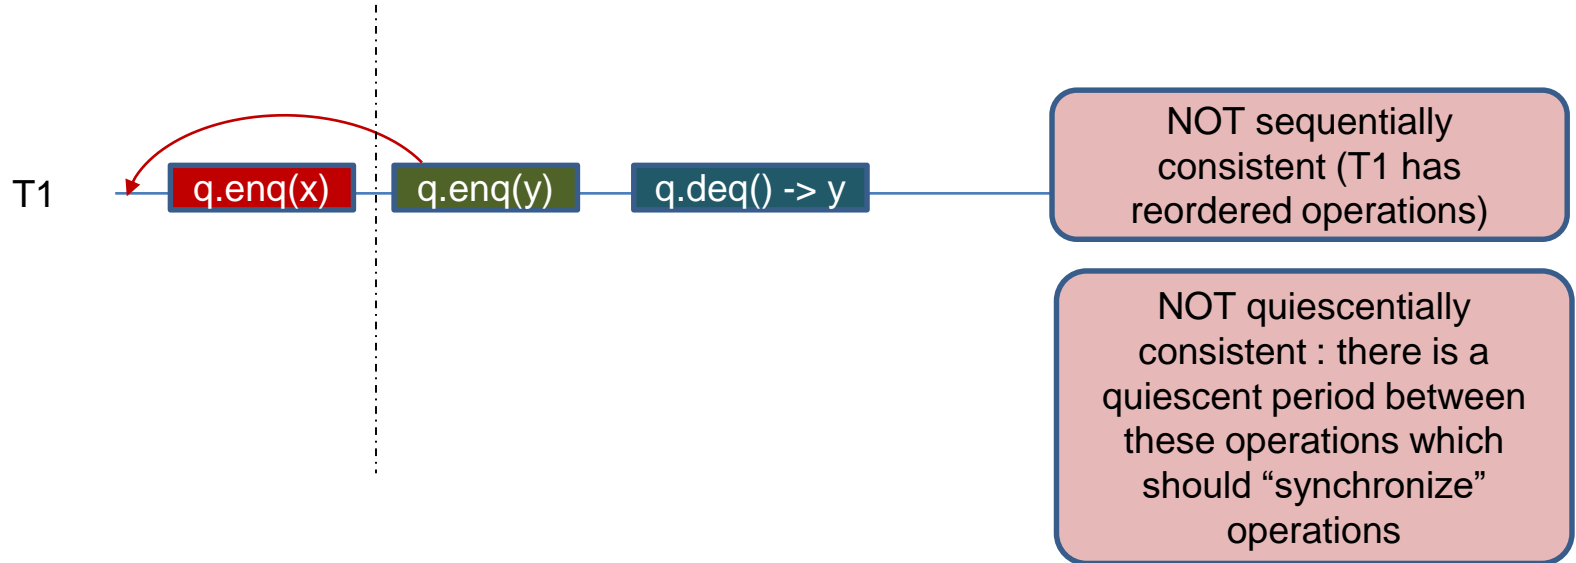 T1
q.enq(x)
q.enq(y)
q.deq() -> y
NOT sequentially
consistent (T1 has
reordered operations)
NOT quiescentially
consistent : there is a
quiescent period between
these operations which
should “synchronize”
operations